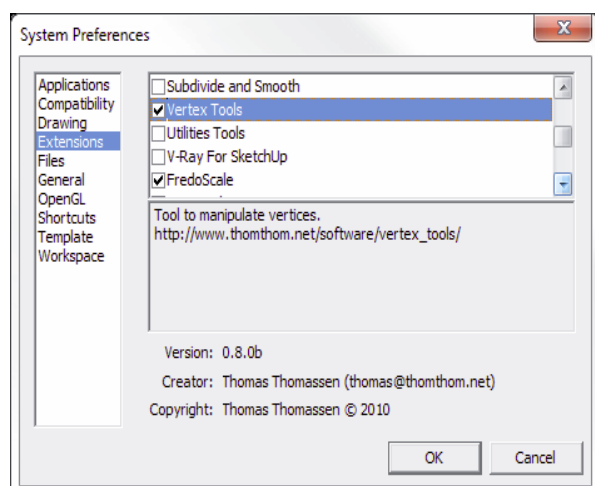 System Preferences
Applications
Compatibility
Drawing
Extensions
Files
General
OpenGL
Shortcuts
Template
Workspace
Subdivide and Smooth
Vertex Tools
Utilities Tools
V-Ray For SketchUp
FredoScale
Tool to manipulate vertices.
http://www.thomthom.net/software/vertex_tools/
Version: 0.8.0b
Creator: Thomas Thomassen (thomas@thomthom.net)
Copyright: Thomas Thomassen © 2010
OK Cancel